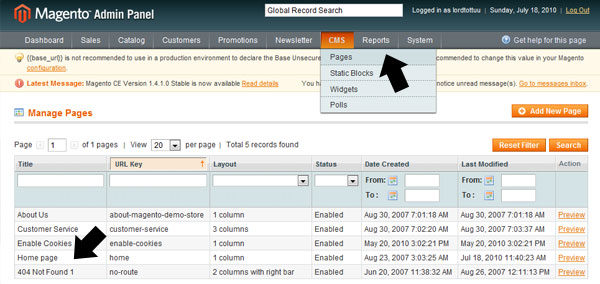 Magento Admin Panel
Global Record Search
Logged in as lordtottuu | Sunday, July 18, 2010 | Log Out
Dashboard Sales Catalog Customers Promotions Newsletter CMS Reports System Get help for this page
{{base_url}} is not recommended to use in a production environment to declare the Base Unsecure ommended to change this value in your Magento
configuration.
Latest Message: Magento CE Version 1.4.1.0 Stable is now available Read details notice unread message(s). Go to messages inbox.
Pages
Static Blocks
Widgets
Polls
Manage Pages
Add New Page
Page 1 of 1 pages | View 20 per page | Total 5 records found
Reset Filter Search
Title URL Key Layout Status Date Created Last Modified Action
From: From:
To : To :
About Us about-magento-demo-store 1 column Enabled Aug 30, 2007 7:01:18 AM Aug 30, 2007 7:01:18 AM Preview
Customer Service customer-service 3 columns Enabled Aug 30, 2007 7:02:20 AM Aug 30, 2007 7:03:37 AM Preview
Enable Cookies enable-cookies 1 column Enabled May 20, 2010 3:02:21 PM May 20, 2010 3:02:21 PM Preview
Home page home 1 column Enabled Aug 23, 2007 3:03:25 AM Jul 18, 2010 11:40:23 AM Preview
404 Not Found 1 no-route 2 columns with right bar Enabled Jun 20, 2007 11:38:32 AM Aug 26, 2007 12:11:13 PM Preview